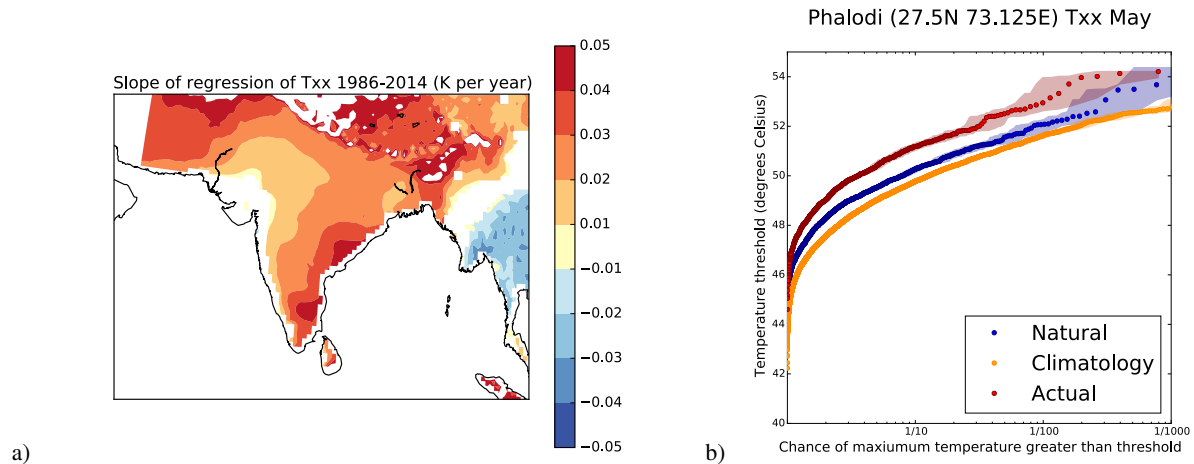 Slope of regression of Txx 1986-2014 (K per year)
0.05
0.04
0.03
0.02
0.01
−0.01
−0.02
−0.03
−0.04
−0.05
a)
Phalodi (27.5N 73.125E) Txx May
Temperature threshold (degrees Celsius)
54
52
50
48
46
44
42
40
Natural
Climatology
Actual
1/10
1/100
1/1000
Chance of maxiumum temperature greater than threshold
b)